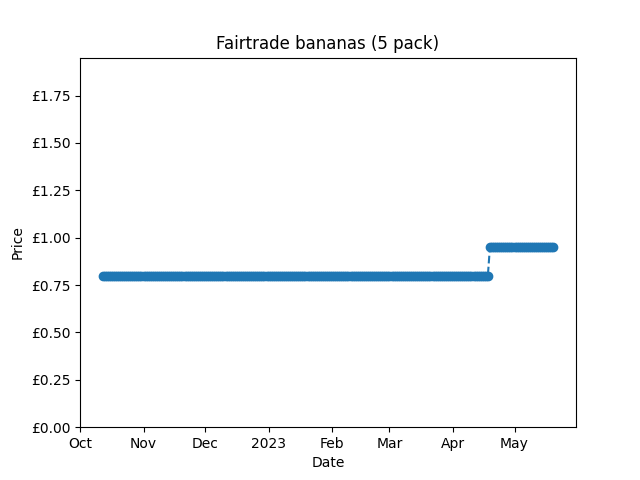 Fairtrade bananas (5 pack)
£1.75
£1.50
£1.25
£1.00
£0.75
£0.50
£0.25
£0.00
Price
Oct Nov Dec 2023 Feb Mar Apr May
Date